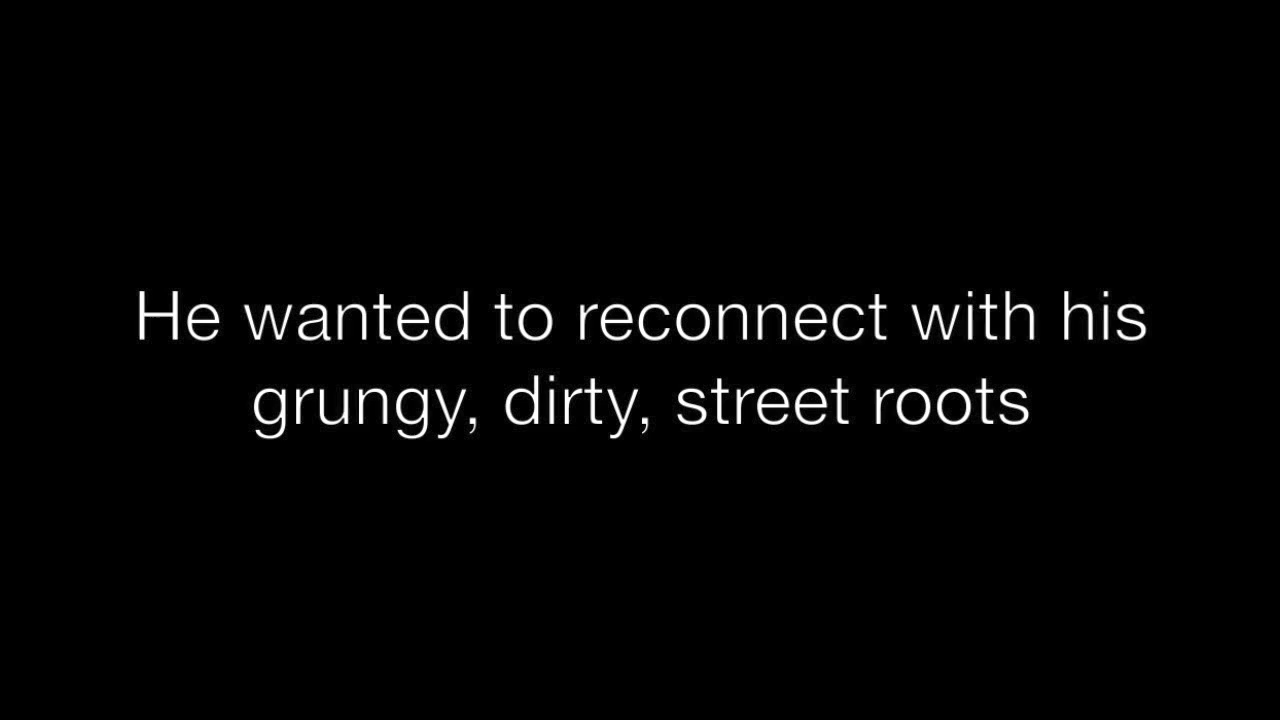 He wanted to reconnect with his
grungy, dirty, street roots